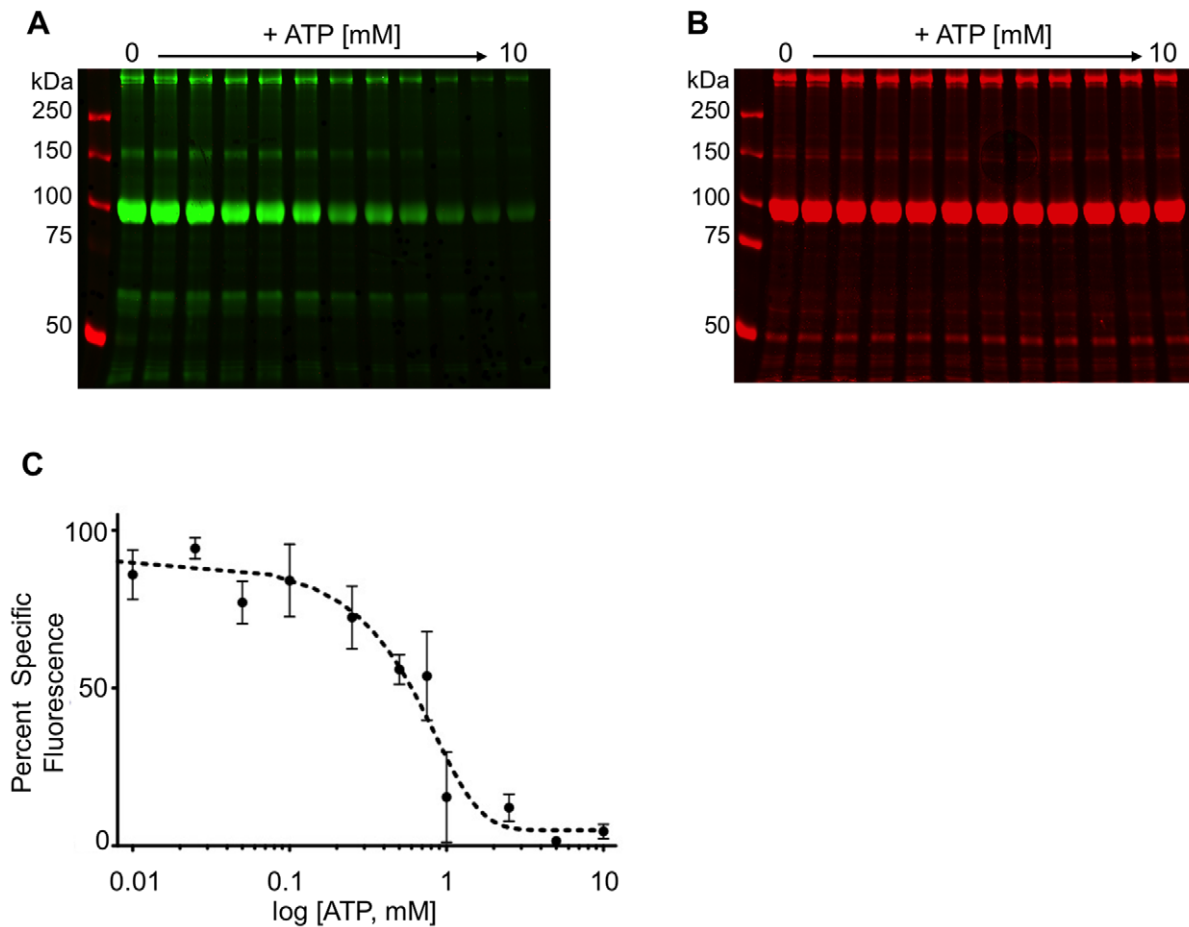 A
+ ATP [mM]
0 10
kDa
250
150
100
75
50
B
+ ATP [mM]
0 10
kDa
250
150
100
75
50
C
Percent Specific
Fluorescence
100
50
0
0.01 0.1 1 10
log [ATP, mM]